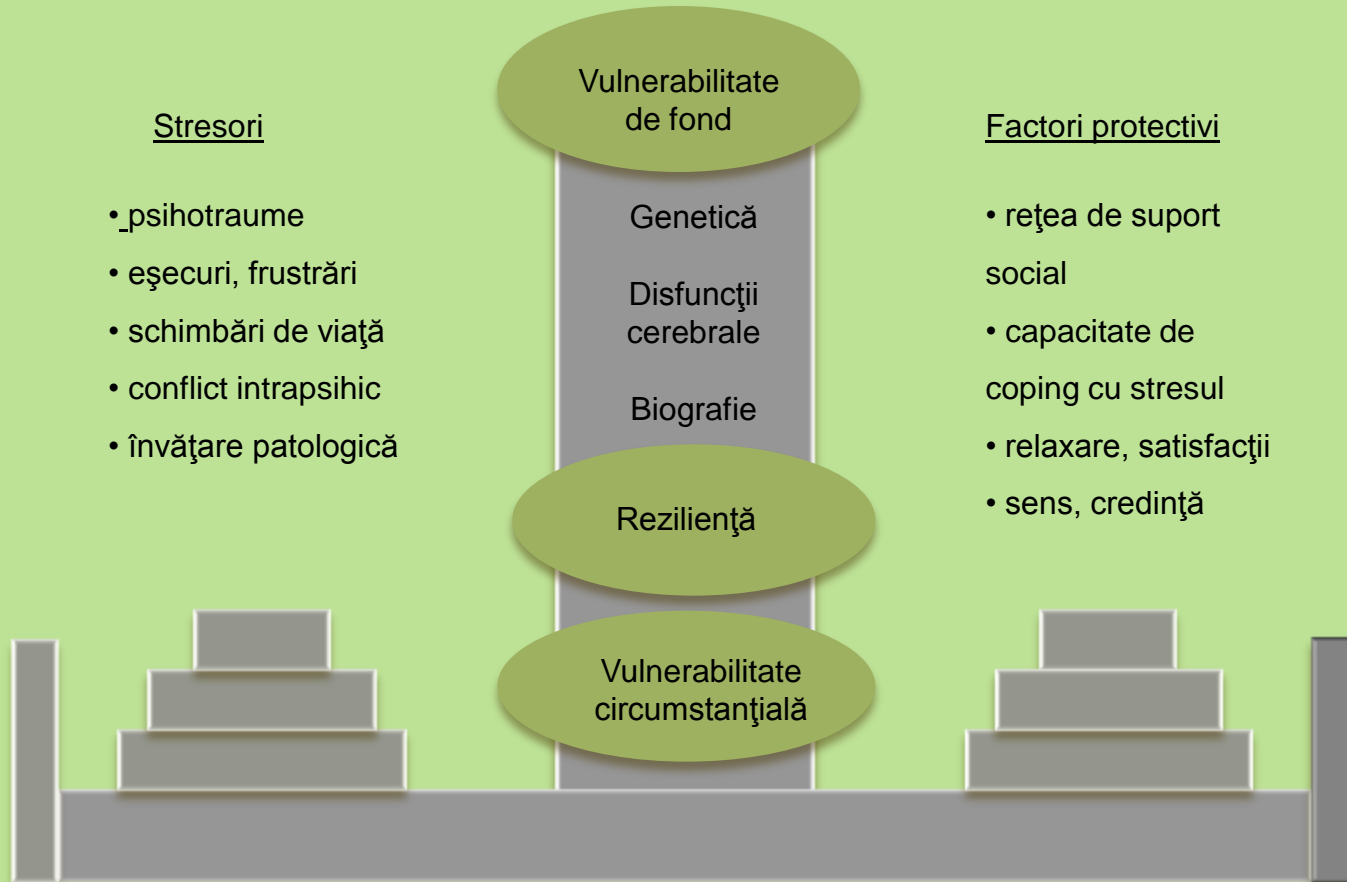 Stresori
• psihotraume
• eşecuri, frustrări
• schimbări de viaţă
• conflict intrapsihic
• învăţare patologică
Vulnerabilitate
de fond
Genetică
Disfuncţii
cerebrale
Biografie
Rezilienţă
Vulnerabilitate
circumstanţială
Factori protectivi
• reţea de suport
social
• capacitate de
coping cu stresul
• relaxare, satisfacţii
• sens, credinţă